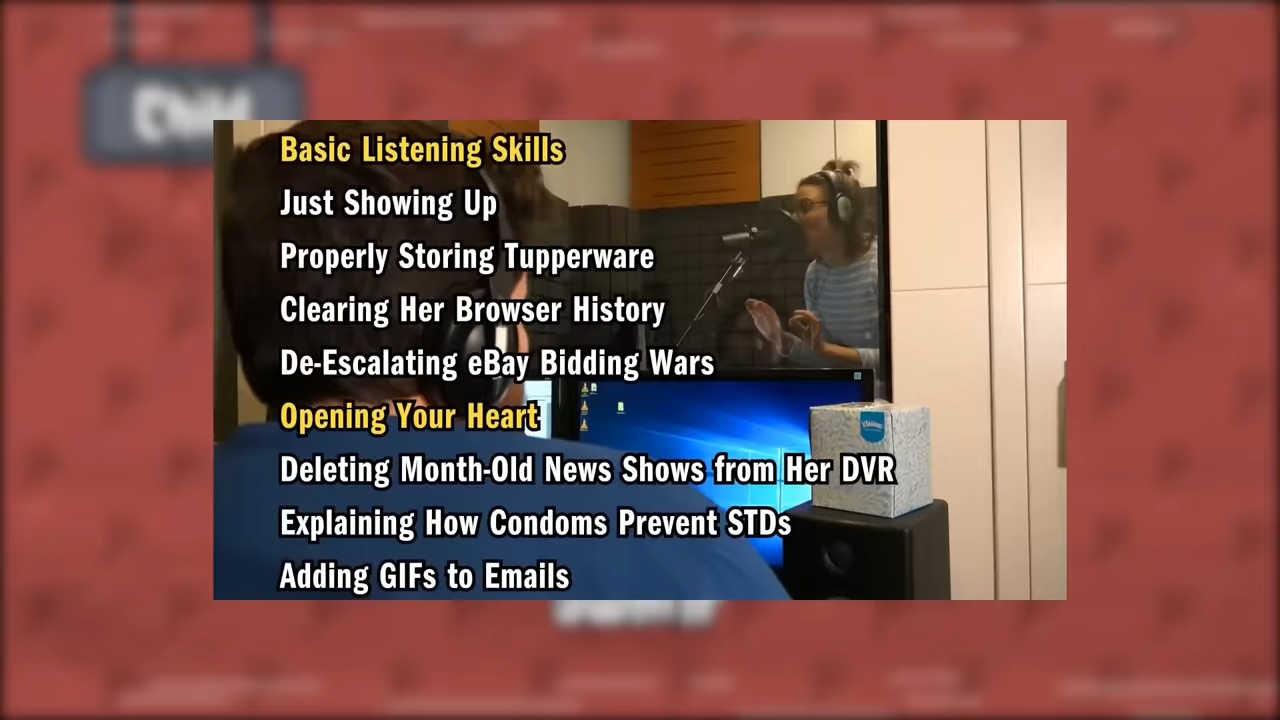 Basic Listening Skills
Just Showing Up
Properly Storing Tupperware
Clearing Her Browser History
De-Escalating eBay Bidding Wars
Opening Your Heart
Deleting Month-Old News Shows from Her DVR
Explaining How Condoms Prevent STDs
Adding GIFs to Emails
Kleenex